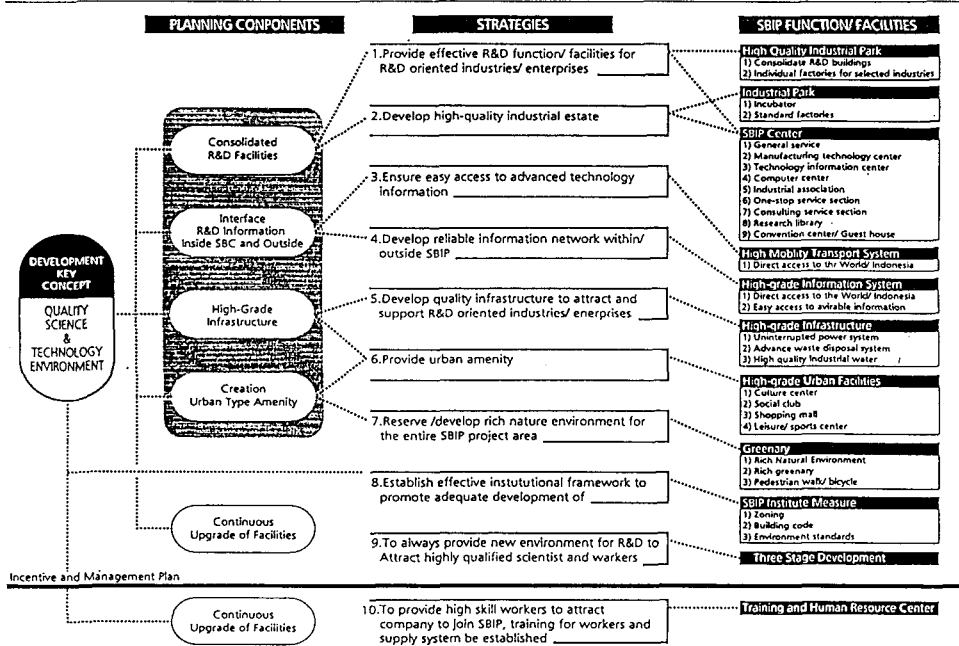 PLANNING CONPONENTS
STRATEGIES
SBIP FUNCTION/ FACILITIES
DEVELOPMENT
KEY
CONCEPT
QUALITY
SCIENCE
&
TECHNOLOGY
ENVIRONMENT
Consolidated
R&D Facilities
Interface
R&D Information
Inside SBC and Outside
High-Grade
Infrastructure
Creation
Urban Type Amenity
Continuous
Upgrade of Facilities
Incentive and Management Plan
Continuous
Upgrade of Facilities
1.Provide effective R&D function/ facilities for
R&D oriented industries/ enterprises
2.Develop high-quality industrial estate
3.Ensure easy access to advanced technology
information
4.Develop reliable information network within/
outside SBIP
5.Develop quality infrastructure to attract and
support R&D oriented industries/ enerprises
6.Provide urban amenity
7.Reserve /develop rich nature environment for
the entire SBIP project area
8.Establish effective instutional framework to
promote adequate development of
9.To always provide new environment for R&D to
Attract highly qualified scientist and workers
10.To provide high skill workers to attract
company to Join SBIP, training for workers and
supply system be established
High Quality Industrial Park
1) Consolidate R&D buildings
2) Individual factories for selected industries
Industrial Park
1) Incubator
2) Standard factories
SBIP Center
1) General service
2) Manufacturing technology center
3) Technology information center
4) Computer center
5) Industrial association
6) One-stop service section
7) Consulting service section
8) Research library
9) Convention center/ Guest house
High Moblity Transport System
1) Direct access to the World/ Indonesia
High-grade Information System
1) Direct access to the World/ Indonesia
2) Easy access to avirable information
High-grade Infrastructure
1) Uninterrupted power system
2) Advance waste disposal system
3) High quality Industrial water
High-grade Urban Facilities
1) Culture center
2) Social club
3) Shopping mall
4) Leisure/ sports center
Greenary
1) Rich Natural Environment
2) Rich greenary
3) Pedestrian walk/ bicycle
SBIP Institute Measure
1) Zoning
2) Building code
3) Environment standards
Three Stage Development
Training and Human Resource Center